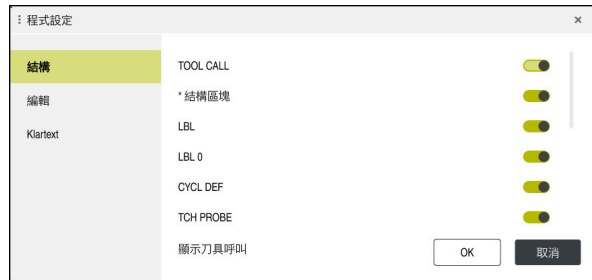 程式設定
結構
編輯
Klartext
TOOL CALL
* 結構區塊
LBL
LBL 0
CYCL DEF
TCH PROBE
顯示刀具呼叫
OK
取消